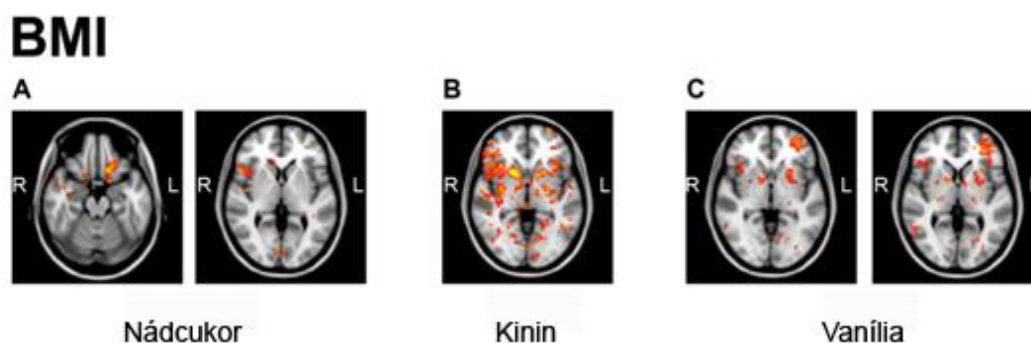 BMI
A
B
C
R L
R L
R L
Nádcukor
Kinin
Vanília